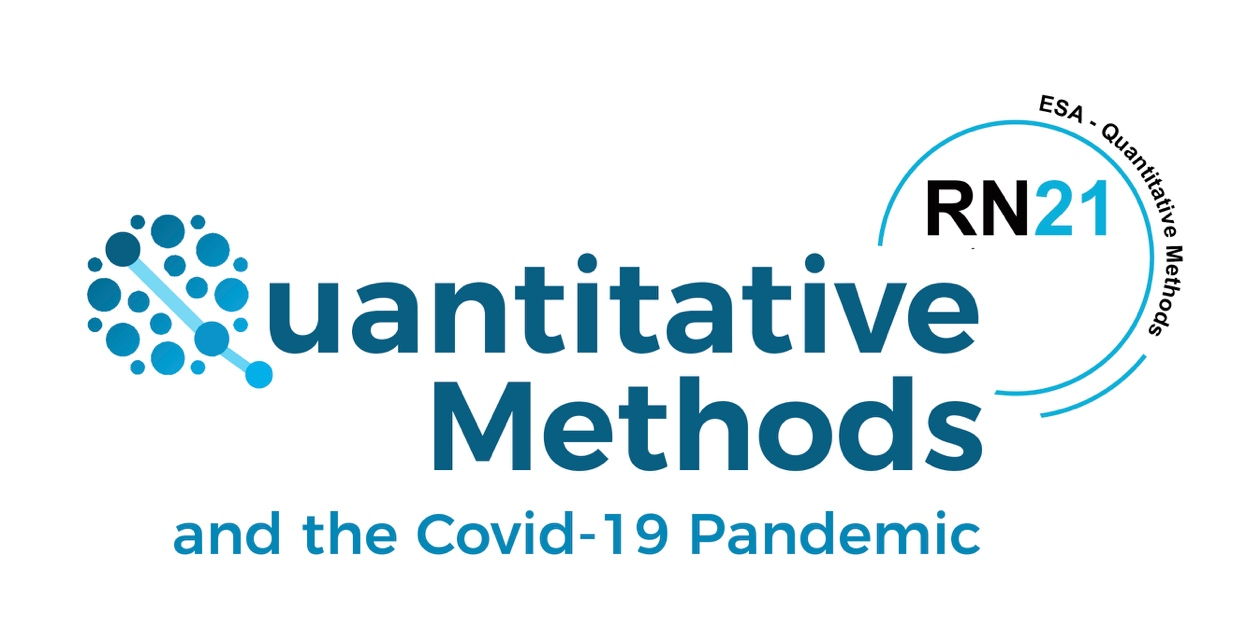 ESA - Quantitative Methods
RN21
Quantitative
Methods
and the Covid-19 Pandemic